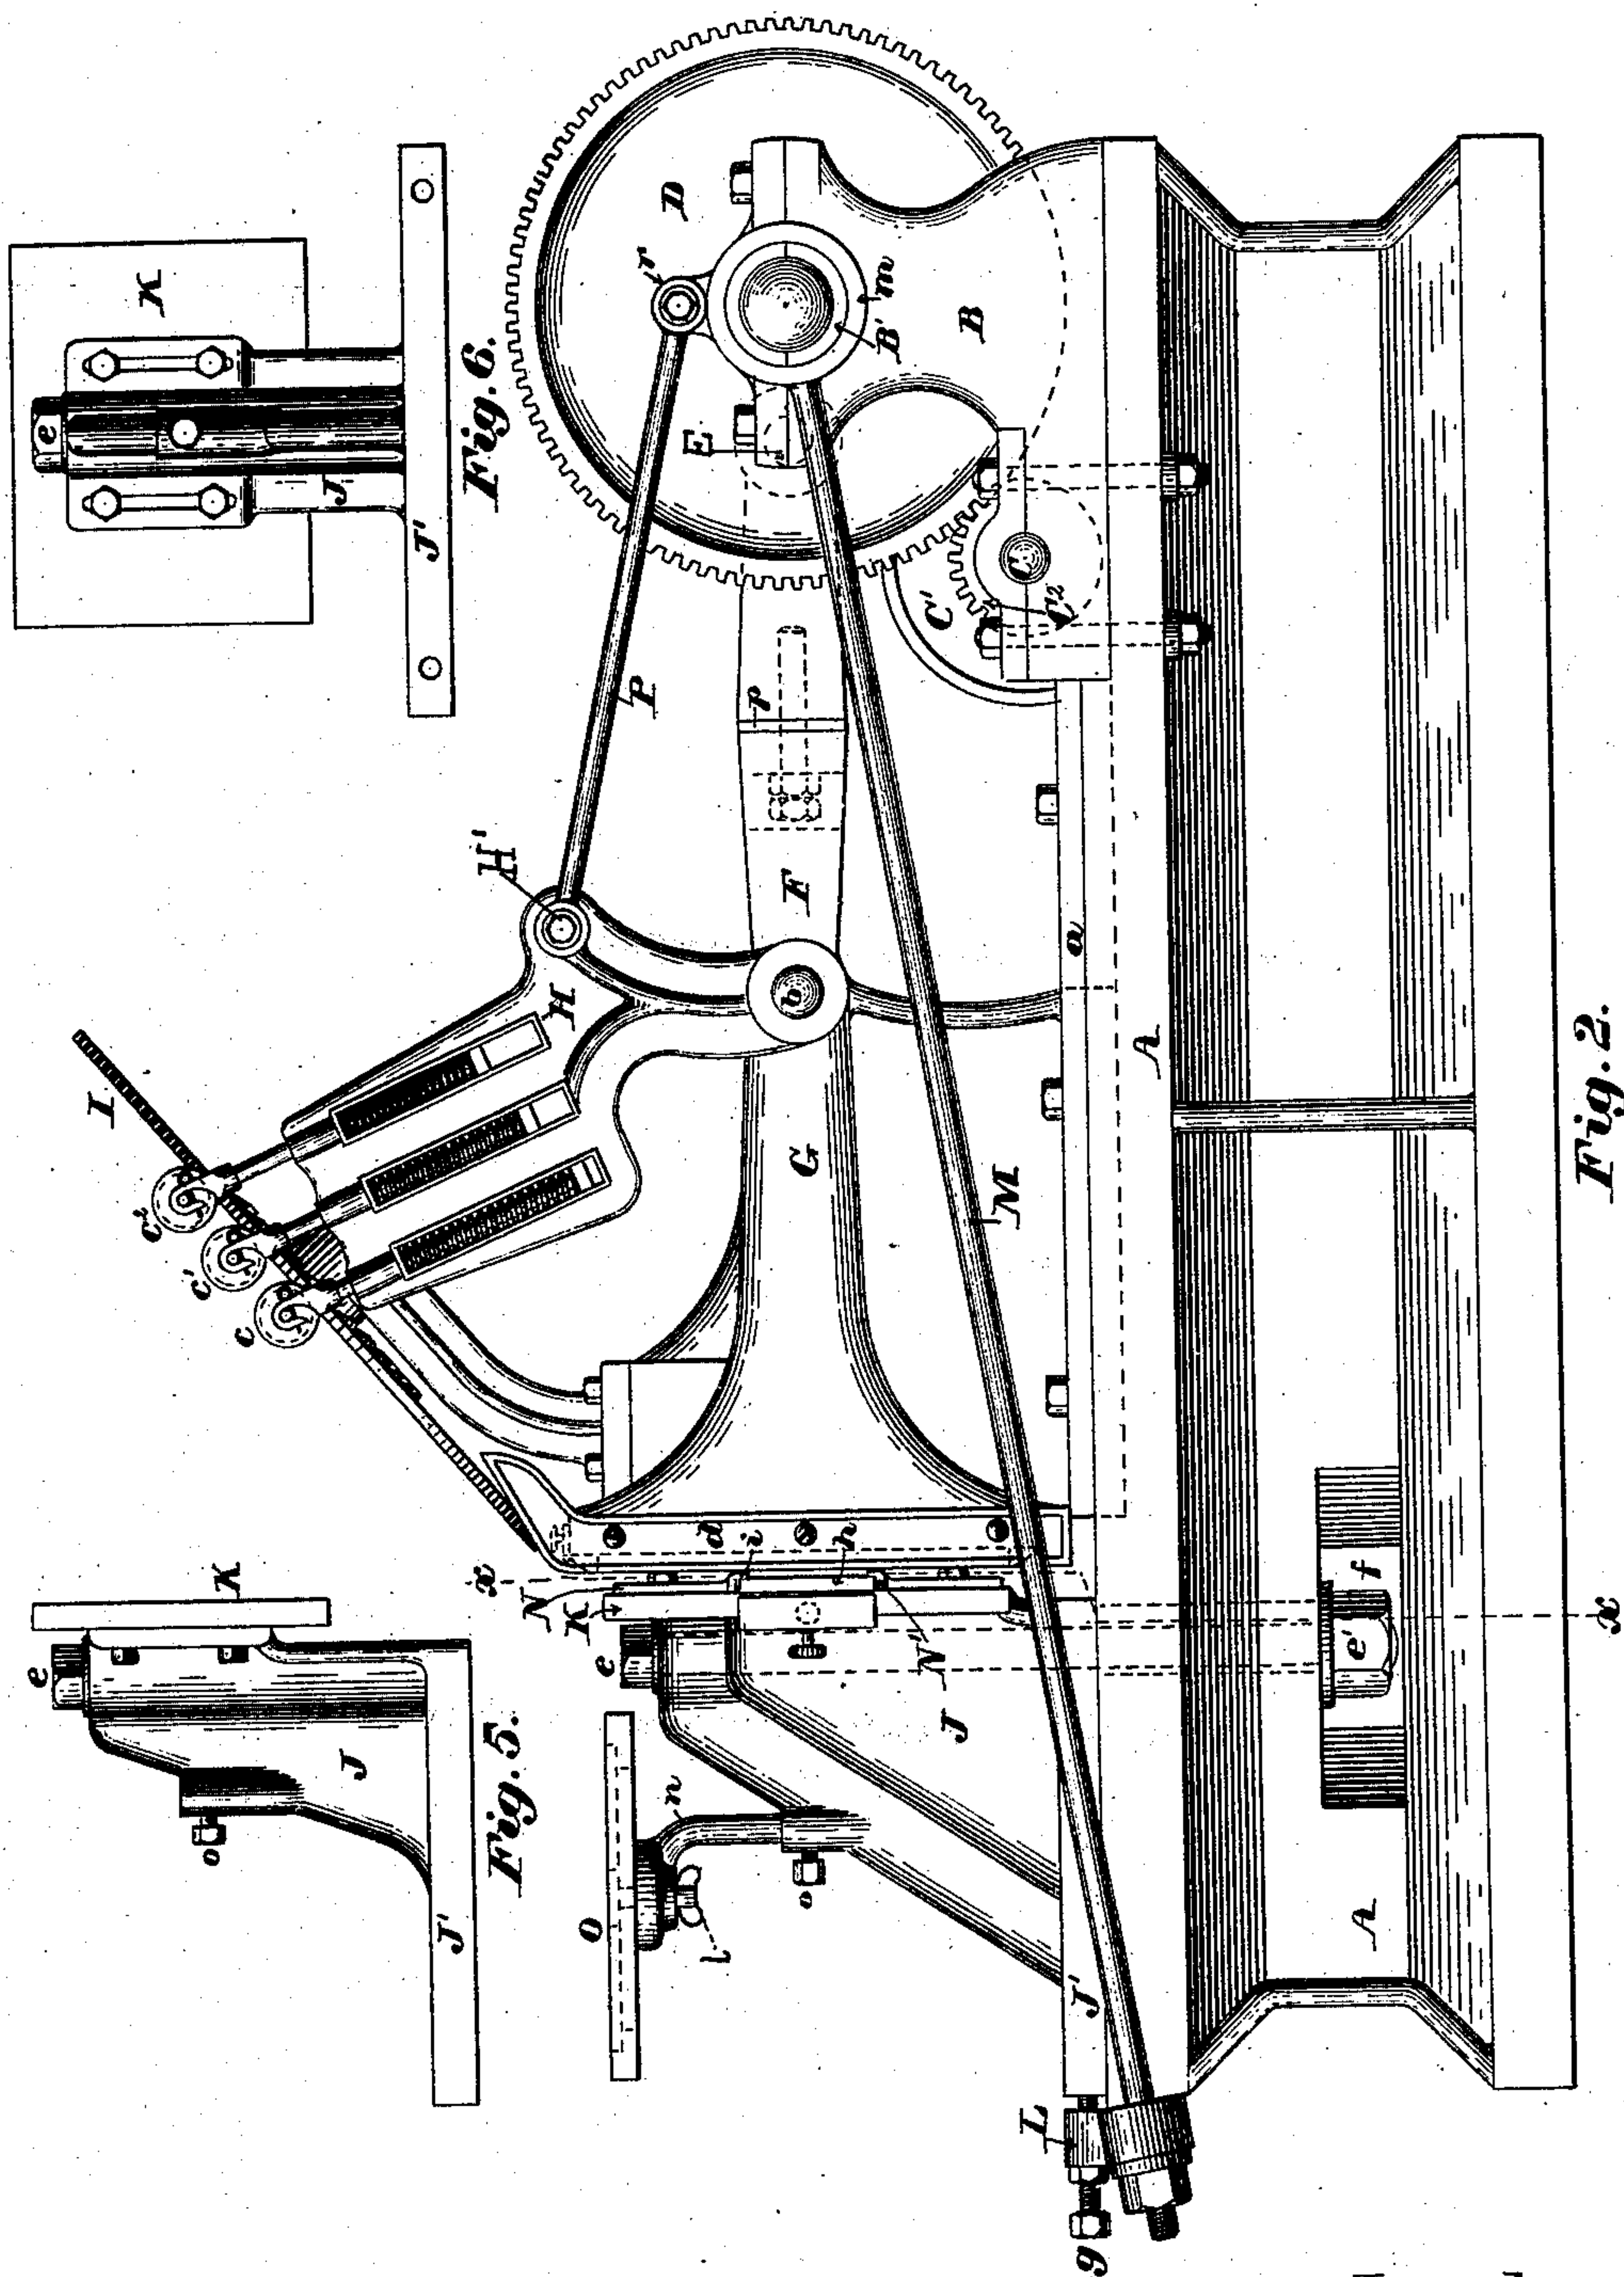 e
K
J
J'
Fig. 6.
K
e
o
J
J'
Fig. 5.
I
c²
c'
c
H'
H
P
r
D
E
B'
m
B
p
F
b
C'
C
C²
G
M
a
A
x
N
K
d
i
h
e
N'
J
O
n
l
o
J'
L
g
f
e'
x
A
Fig. 2.